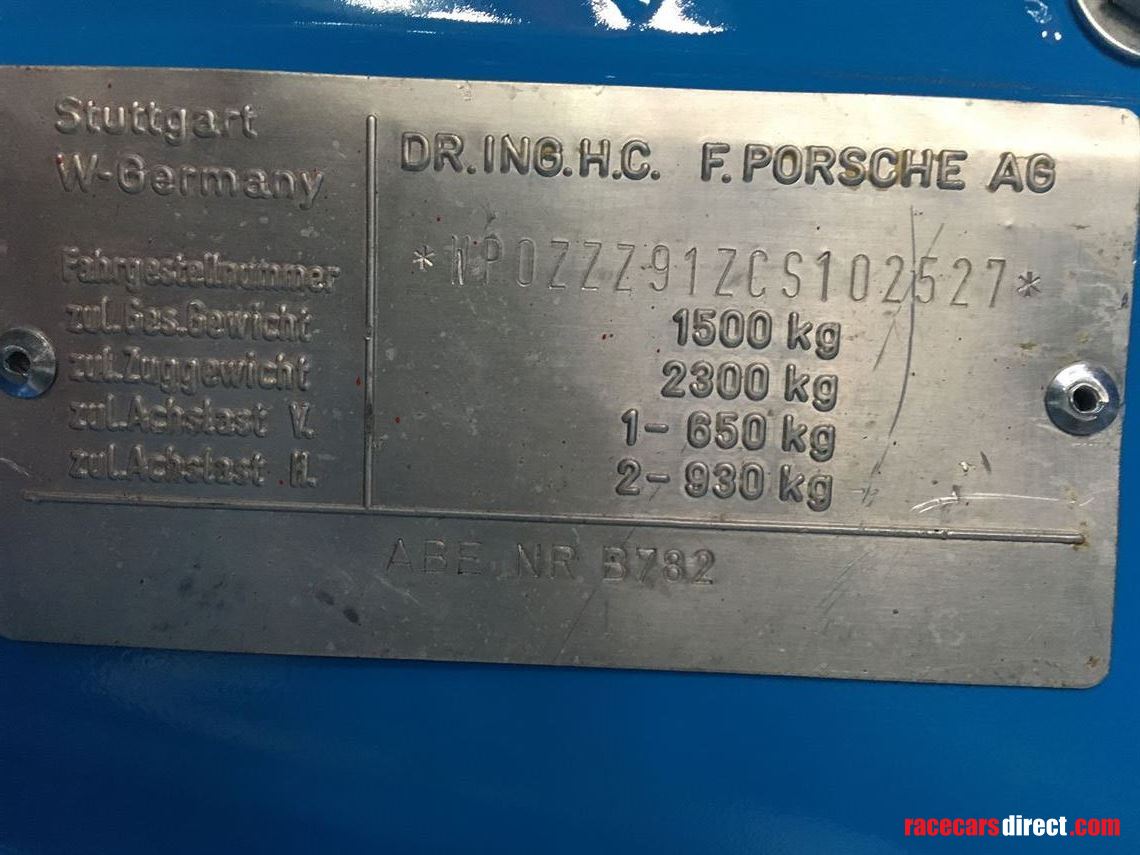 Stuttgart
W-Germany
DR.ING.H.C. F.PORSCHE AG
Fahrgestellnummer *WP0ZZZ91ZCS102527*
zul.Ges.Gewicht 1500 kg
zul.Zuggewicht 2300 kg
zul.Achslast V. 1- 650 kg
zul.Achslast H. 2- 930 kg
ABE NR B782
racecarsdirect.com